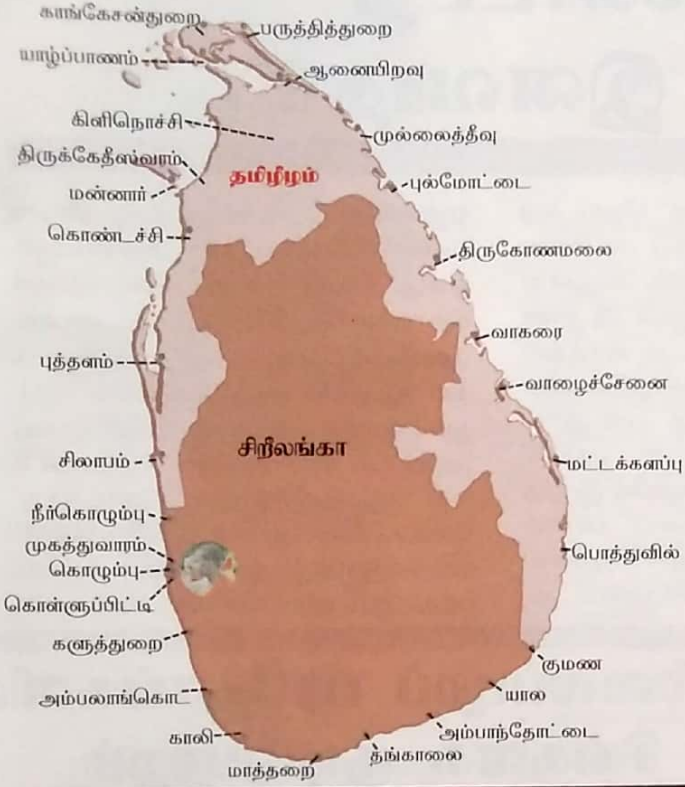 காங்கேசன்துறை
பருத்தித்துறை
யாழ்ப்பாணம்
ஆனையிறவு
கிளிநொச்சி
முல்லைத்தீவு
திருக்கேதீஸ்வரம்
தமிழீழம்
புல்மோட்டை
மன்னார்
கொண்டச்சி
திருகோணமலை
வாகரை
புத்தளம்
வாழைச்சேனை
சிறீலங்கா
சிலாபம்
மட்டக்களப்பு
நீர்கொழும்பு
முகத்துவாரம்
பொத்துவில்
கொழும்பு
கொள்ளுப்பிட்டி
களுத்துறை
குமண
யால
அம்பலாங்கொட
அம்பாந்தோட்டை
காலி
தங்காலை
மாத்தறை